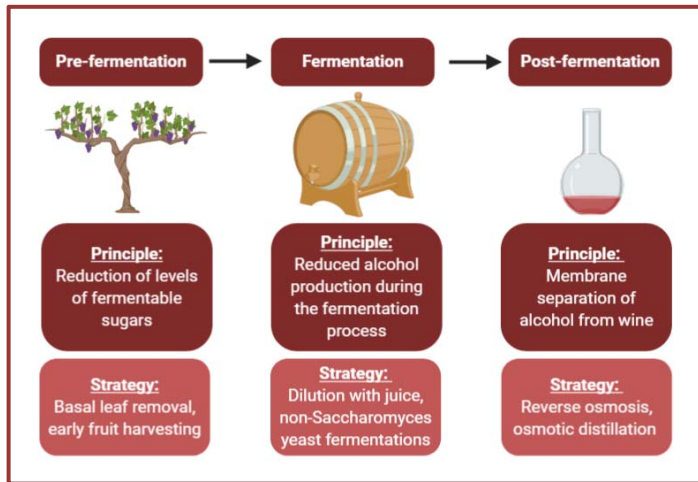 Pre-fermentation
Fermentation
Post-fermentation
Principle:
Reduction of levels
of fermentable
sugars
Principle:
Reduced alcohol
production during
the fermentation
process
Principle:
Membrane
separation of
alcohol from wine
Strategy:
Basal leaf removal,
early fruit harvesting
Strategy:
Dilution with juice,
non-Saccharomyces
yeast fermentations
Strategy:
Reverse osmosis,
osmotic distillation